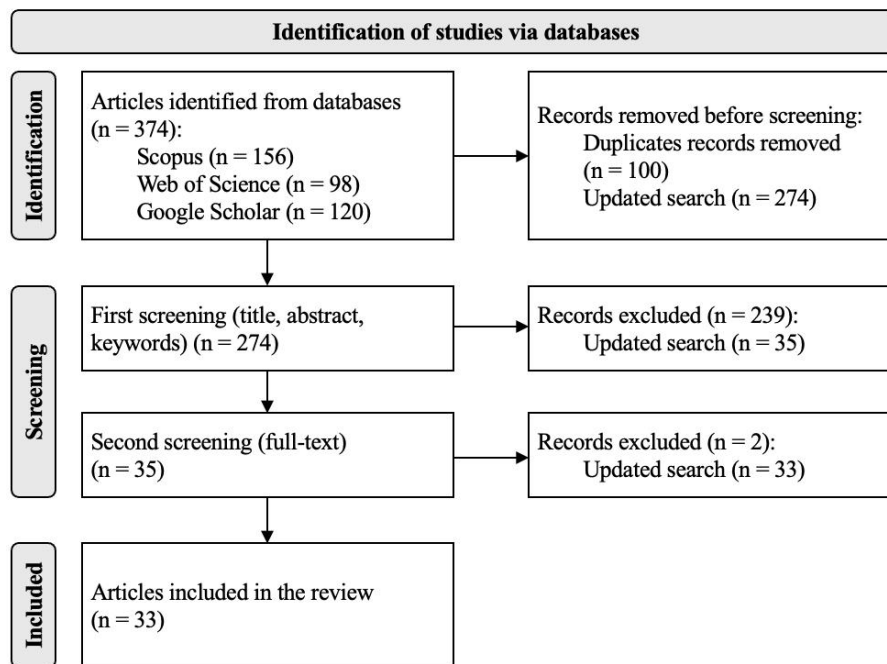 Identification of studies via databases
Identification
Articles identified from databases
(n = 374):
Scopus (n = 156)
Web of Science (n = 98)
Google Scholar (n = 120)
Records removed before screening:
Duplicates records removed
(n = 100)
Updated search (n = 274)
Screening
First screening (title, abstract,
keywords) (n = 274)
Records excluded (n = 239):
Updated search (n = 35)
Second screening (full-text)
(n = 35)
Records excluded (n = 2):
Updated search (n = 33)
Included
Articles included in the review
(n = 33)